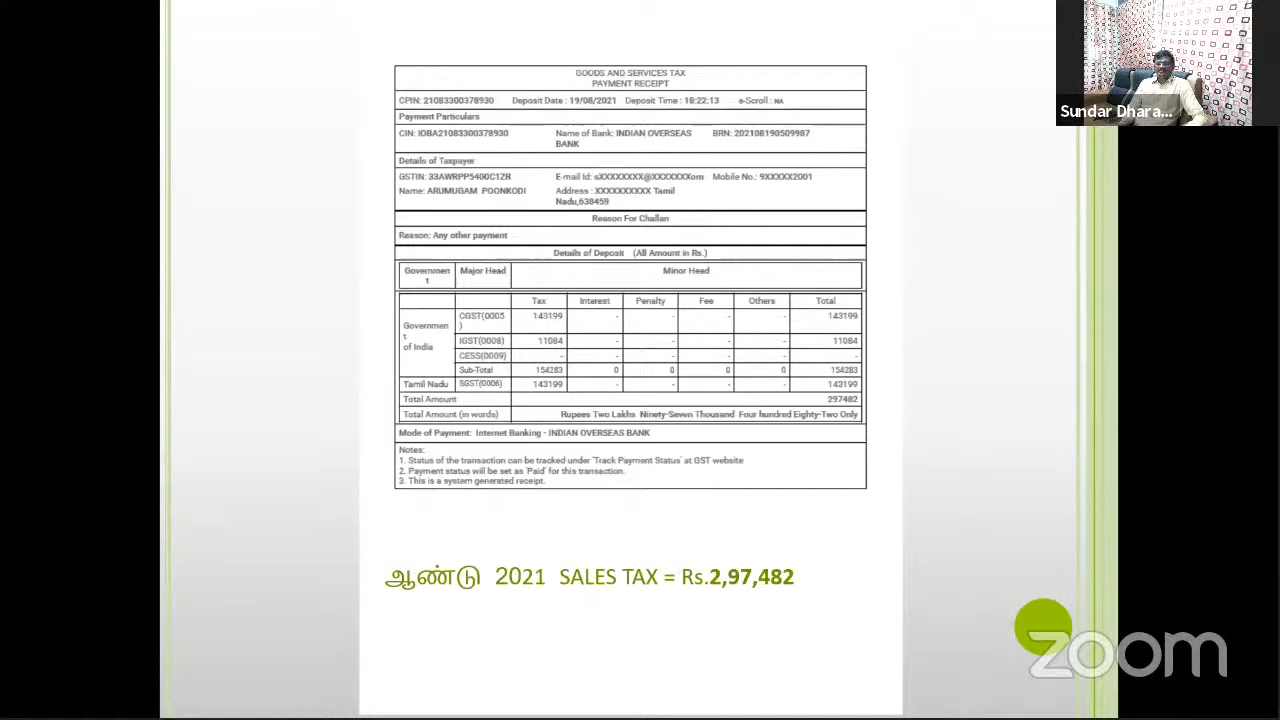 GOODS AND SERVICES TAX
PAYMENT RECEIPT
CPIN: 21083300378930 Deposit Date : 19/08/2021 Deposit Time : 18:22:13 e-Scroll : NA
Payment Particulars
CIN: IOBA21083300378930 Name of Bank: INDIAN OVERSEAS BRN: 202108190509987
BANK
Details of Taxpayer
GSTIN: 33AWRPP5400C1ZR E-mail Id: sXXXXXXXX@XXXXXXXom Mobile No.: 9XXXXX2001
Name: ARUMUGAM POONKODI Address : XXXXXXXXXX Tamil
Nadu,638459
Reason For Challan
Reason: Any other payment
Details of Deposit (All Amount in Rs.)
Governmen Major Head Minor Head
t
Tax Interest Penalty Fee Others Total
CGST(0005 143199 - - - - 143199
)
Governmen
t
of India
IGST(0008) 11084 - - - - 11084
CESS(0009) - - - - - -
Sub-Total 154283 0 0 0 0 154283
Tamil Nadu SGST(0006) 143199 - - - - 143199
Total Amount 297482
Total Amount (in words) Rupees Two Lakhs Ninety-Seven Thousand Four hundred Eighty-Two Only
Mode of Payment: Internet Banking - INDIAN OVERSEAS BANK
Notes:
1. Status of the transaction can be tracked under 'Track Payment Status' at GST website
2. Payment status will be set as 'Paid' for this transaction.
3. This is a system generated receipt.
ஆண்டு 2021 SALES TAX = Rs.2,97,482
Sundar Dhara...
zoom